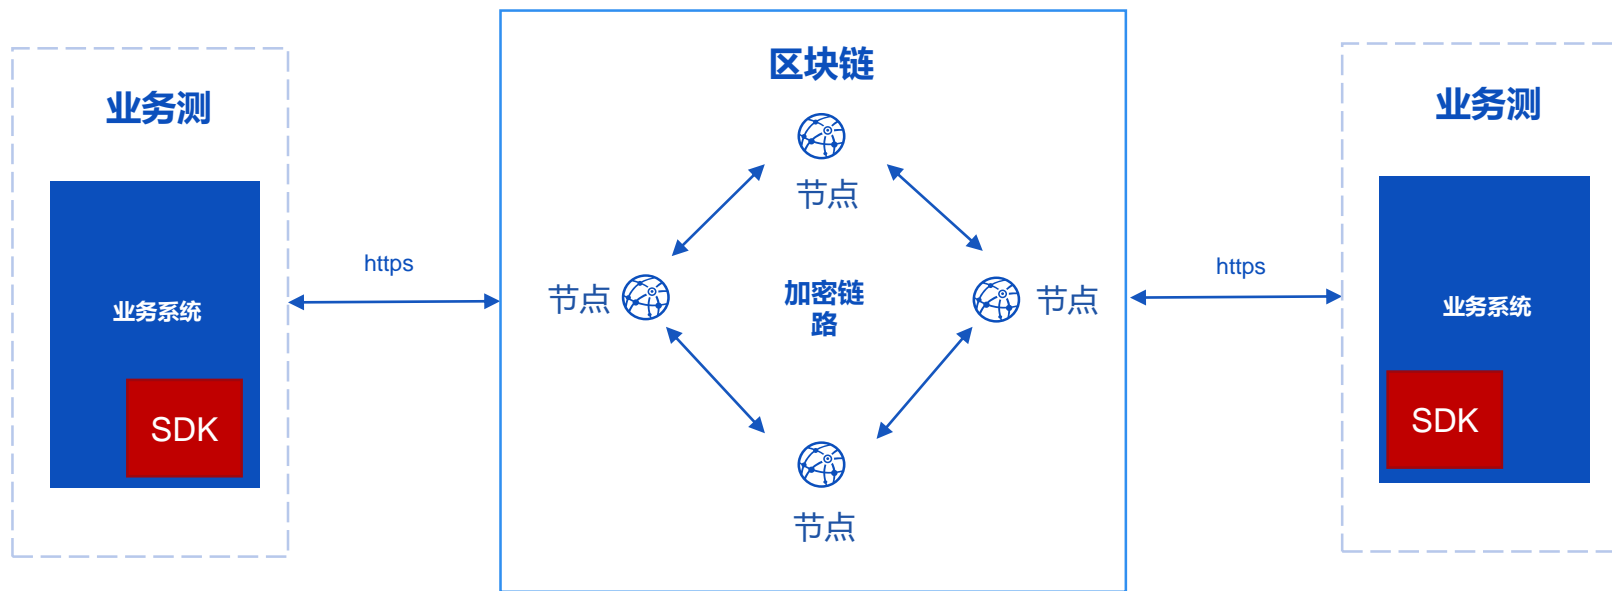 业务测
业务系统
SDK
https
区块链
节点
节点
加密链
路
节点
节点
https
业务测
业务系统
SDK